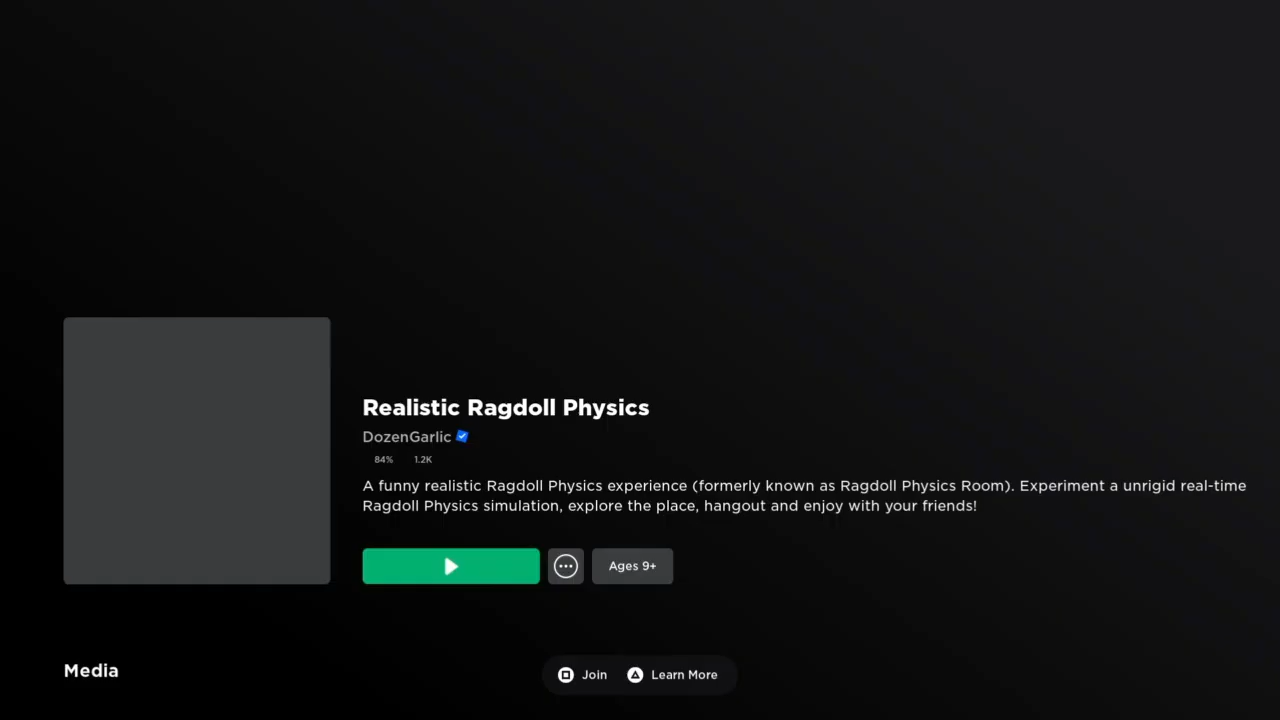 Realistic Ragdoll Physics
DozenGarlic
84% 1.2K
A funny realistic Ragdoll Physics experience (formerly known as Ragdoll Physics Room). Experiment a unrigid real-time
Ragdoll Physics simulation, explore the place, hangout and enjoy with your friends!
Ages 9+
Media
Join Learn More